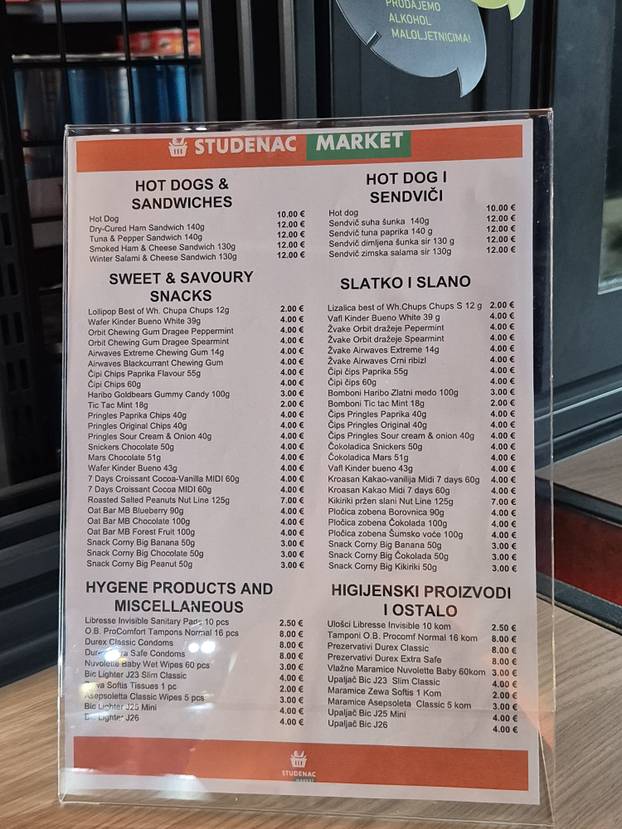 PRODAJEMO
ALKOHOL
MALOLJETNICIMA!
STUDENAC MARKET
HOT DOGS &
SANDWICHES
Hot Dog 10.00 €
Dry-Cured Ham Sandwich 140g 12.00 €
Tuna & Pepper Sandwich 140g 12.00 €
Smoked Ham & Cheese Sandwich 130g 12.00 €
Winter Salami & Cheese Sandwich 130g 12.00 €
SWEET & SAVOURY
SNACKS
Lollipop Best of Wh. Chupa Chups 12g 2.00 €
Wafer Kinder Bueno White 39g 4.00 €
Orbit Chewing Gum Dragee Peppermint 4.00 €
Orbit Chewing Gum Dragee Spearmint 4.00 €
Airwaves Extreme Chewing Gum 14g 4.00 €
Airwaves Blackcurrant Chewing Gum 4.00 €
Čipi Chips Paprika Flavour 55g 4.00 €
Čipi Chips 60g 4.00 €
Haribo Goldbears Gummy Candy 100g 3.00 €
Tic Tac Mint 18g 2.00 €
Pringles Paprika Chips 40g 4.00 €
Pringles Original Chips 40g 4.00 €
Pringles Sour Cream & Onion 40g 4.00 €
Snickers Chocolate 50g 4.00 €
Mars Chocolate 51g 4.00 €
Wafer Kinder Bueno 43g 4.00 €
7 Days Croissant Cocoa-Vanilla MIDI 60g 4.00 €
7 Days Croissant Cocoa MIDI 60g 4.00 €
Roasted Salted Peanuts Nut Line 125g 7.00 €
Oat Bar MB Blueberry 90g 4.00 €
Oat Bar MB Chocolate 100g 4.00 €
Oat Bar MB Forest Fruit 100g 4.00 €
Snack Corny Big Banana 50g 3.00 €
Snack Corny Big Chocolate 50g 3.00 €
Snack Corny Big Peanut 50g 3.00 €
HYGENE PRODUCTS AND
MISCELLANEOUS
Libresse Invisible Sanitary Pads 10 pcs 2.50 €
O.B. ProComfort Tampons Normal 16 pcs 8.00 €
Durex Classic Condoms 8.00 €
Safe Condoms 8.00 €
Nuvolette Baby Wet Wipes 60 pcs 3.00 €
Bic Lighter J23 Slim Classic 4.00 €
Softis Tissues 1 pc 2.00 €
Asepsoletta Classic Wipes 5 pcs 3.00 €
Bic Lighter J25 Mini 4.00 €
Bic Lighter J26 4.00 €
HOT DOG I
SENDVIČI
Hot dog 10.00 €
Sendvič suha šunka 140g 12.00 €
Sendvič tuna paprika 140 g 12.00 €
Sendvič dimljena šunka sir 130 g 12.00 €
Sendvič zimska salama sir 130g 12.00 €
SLATKO I SLANO
Lizalica best of Wh.Chups Chups S 12 g 2.00 €
Vafl Kinder Bueno White 39 g 4.00 €
Žvake Orbit dražeje Pepermint 4.00 €
Žvake Orbit dražeje Spearmint 4.00 €
Žvake Airwaves Extreme 14g 4.00 €
Žvake Airwaves Crni ribizl 4.00 €
Čipi čips Paprika 55g 4.00 €
Čipi čips 60g 4.00 €
Bomboni Haribo Zlatni medo 100g 3.00 €
Bomboni Tic tac Mint 18g 2.00 €
Čips Pringles Paprika 40g 4.00 €
Čips Pringles Original 40g 4.00 €
Čips Pringles Sour cream & onion 40g 4.00 €
Čokoladica Snickers 50g 4.00 €
Čokoladica Mars 51g 4.00 €
Vafl Kinder bueno 43g 4.00 €
Kroasan Kakao-vanilija Midi 7 days 60g 4.00 €
Kroasan Kakao Midi 7 days 60g 4.00 €
Kikiriki pržen slani Nut Line 125g 7.00 €
Pločica zobena Borovnica 90g 4.00 €
Pločica zobena Čokolada 100g 4.00 €
Pločica zobena Šumsko voće 100g 4.00 €
Snack Corny Big Banana 50g 3.00 €
Snack Corny Big Čokolada 50g 3.00 €
Snack Corny Big Kikiriki 50g 3.00 €
HIGIJENSKI PROIZVODI
I OSTALO
Ulošci Libresse Invisible 10 kom 2.50 €
Tamponi O.B. Procomf Normal 16 kom 8.00 €
Prezervativi Durex Classic 8.00 €
Prezervativi Durex Extra Safe 8.00 €
Vlažne Maramice Nuvolette Baby 60kom 3.00 €
Upaljač Bic J23 Slim Classic 4.00 €
Maramice Zewa Softis 1 Kom 2.00 €
Maramice Asepsoleta Classic 5 kom 3.00 €
Upaljač Bic J25 Mini 4.00 €
Upaljač Bic J26 4.00 €
STUDENAC
MARKET